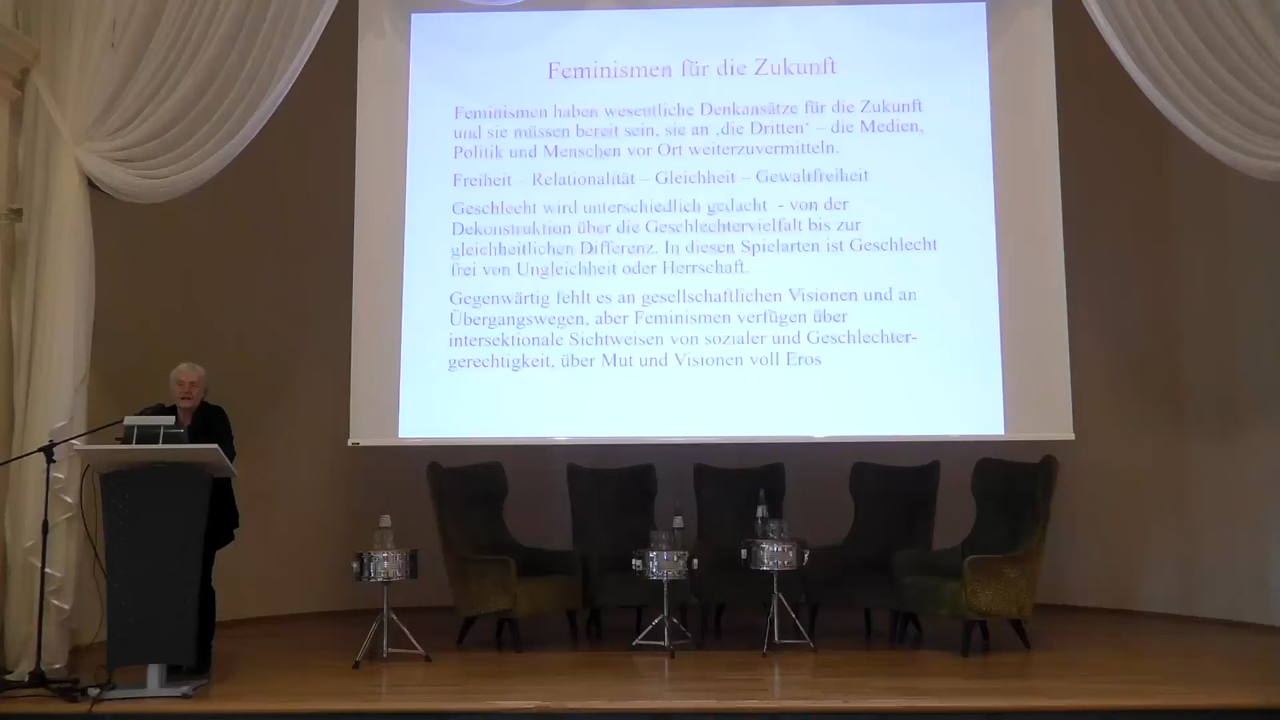 Feminismen für die Zukunft
Feminismen haben wesentliche Denkansätze für die Zukunft
und sie müssen bereit sein, sie an ‚die Dritten‘ – die Medien,
Politik und Menschen vor Ort weiterzuvermitteln.
Freiheit – Relationalität – Gleichheit – Gewaltfreiheit
Geschlecht wird unterschiedlich gedacht - von der
Dekonstruktion über die Geschlechtervielfalt bis zur
gleichheitlichen Differenz. In diesen Spielarten ist Geschlecht
frei von Ungleichheit oder Herrschaft.
Gegenwärtig fehlt es an gesellschaftlichen Visionen und an
Übergangswegen, aber Feminismen verfügen über
intersektionale Sichtweisen von sozialer und Geschlechter-
gerechtigkeit, über Mut und Visionen voll Eros